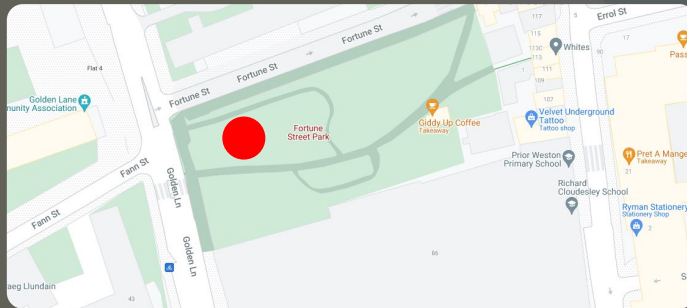 117
5
Errol St
115
113C
113
Whites
90
17
Pass
Fortune St
Fortune St
Fortune St
111
109
107
Flat 4
Golden Lane
munity Association
Fortune
Street Park
Giddy Up Coffee
Takeaway
Velvet Underground
Tattoo
Tattoo shop
Fann St
Fann St
Golden Ln
Golden Ln
Prior Weston
Primary School
Pret A Mange
Takeaway
21
Richard
Cloudesley School
Ryman Stationery
Stationery Shop
2
66
aeg Llundain
43
S